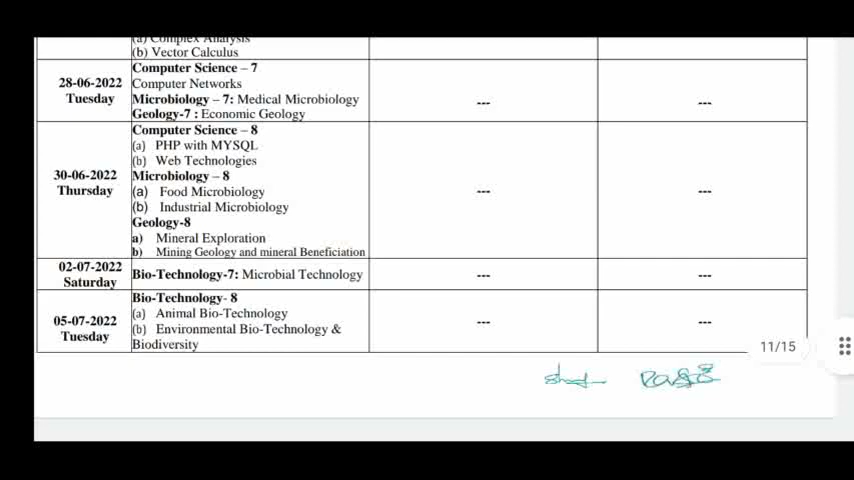 (a) Complex Analysis
(b) Vector Calculus
28-06-2022
Tuesday
Computer Science – 7
Computer Networks
Microbiology – 7: Medical Microbiology
Geology-7 : Economic Geology
---
---
30-06-2022
Thursday
Computer Science – 8
(a) PHP with MYSQL
(b) Web Technologies
Microbiology – 8
(a) Food Microbiology
(b) Industrial Microbiology
Geology-8
a) Mineral Exploration
b) Mining Geology and mineral Beneficiation
---
---
02-07-2022
Saturday
Bio-Technology-7: Microbial Technology
---
---
05-07-2022
Tuesday
Bio-Technology- 8
(a) Animal Bio-Technology
(b) Environmental Bio-Technology &
Biodiversity
---
---
11/15